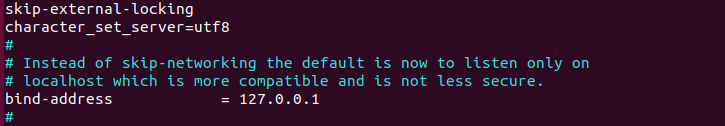 skip-external-locking
character_set_server=utf8
#
# Instead of skip-networking the default is now to listen only on
# localhost which is more compatible and is not less secure.
bind-address            = 127.0.0.1
#